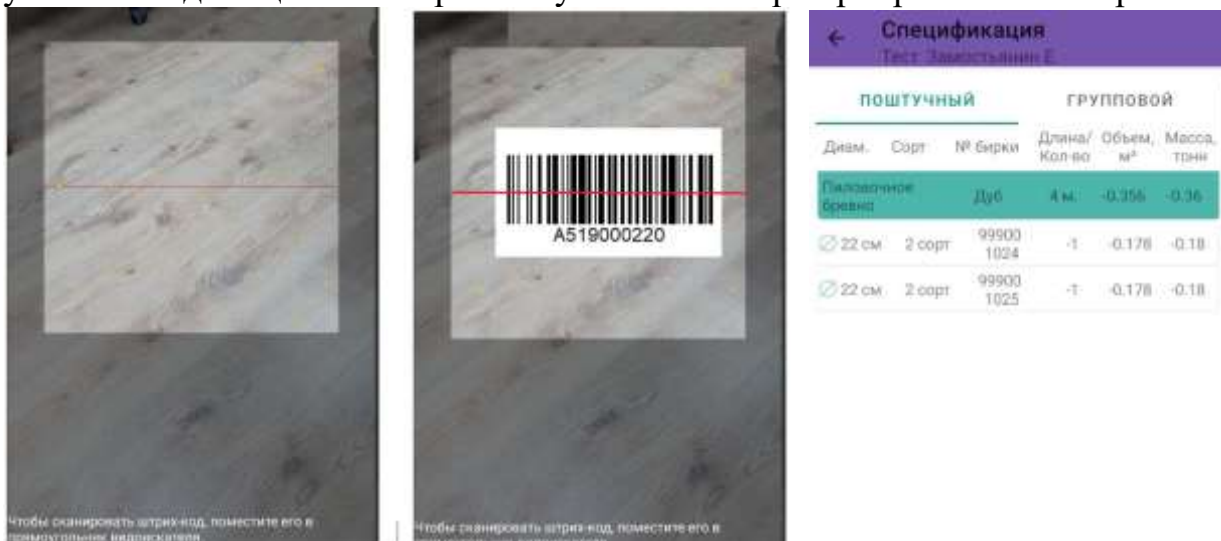 Чтобы сканировать штрих-код, поместите его в
прямоугольник видоискателя
A519000220
Чтобы сканировать штрих-код, поместите его в
Спецификация
Тест Замостьянин Е.
ПОШТУЧНЫЙ ГРУППОВОЙ
Диам. Сорт № бирки Длина/ Кол-во Объем, м³ Масса, тонн
Пиловочное бревно Дуб 4 м. -0.356 -0.36
22 см 2 сорт 99900 1024 -1 -0.178 -0.18
22 см 2 сорт 99900 1025 -1 -0.178 -0.18